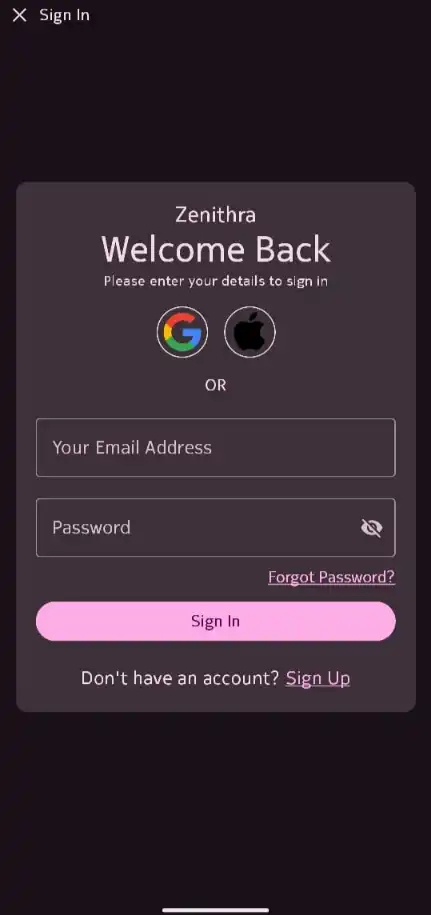 Sign In
Zenithra
Welcome Back
Please enter your details to sign in
OR
Your Email Address
Password
Forgot Password?
Sign In
Don't have an account? Sign Up